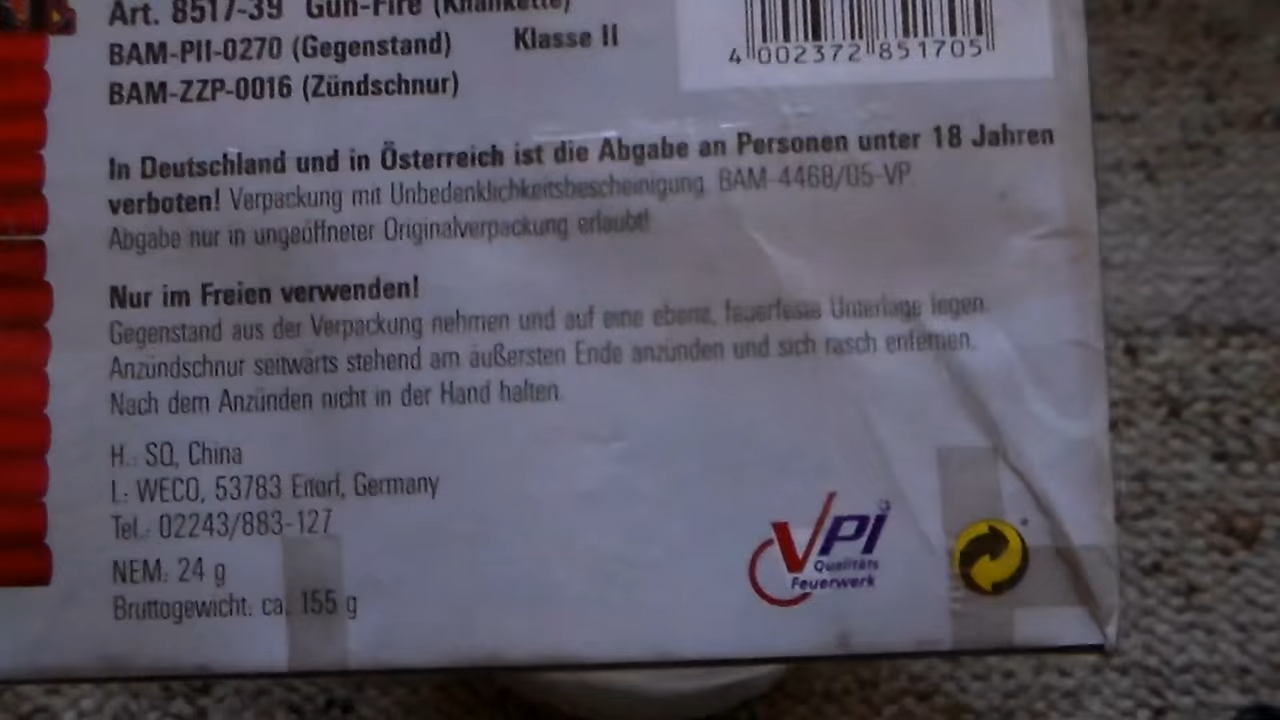 Art. 8517-39 Gun-Fire (Knallkette)
BAM-PII-0270 (Gegenstand) Klasse II
BAM-ZZP-0016 (Zündschnur)
4 002372 851705
In Deutschland und in Österreich ist die Abgabe an Personen unter 18 Jahren
verboten! Verpackung mit Unbedenklichkeitsbescheinigung BAM-4468/05-VP.
Abgabe nur in ungeöffneter Originalverpackung erlaubt!
Nur im Freien verwenden!
Gegenstand aus der Verpackung nehmen und auf eine ebene, feuerfeste Unterlage legen.
Anzündschnur seitwärts stehend am äußersten Ende anzünden und sich rasch entfernen.
Nach dem Anzünden nicht in der Hand halten.
H.: SQ, China
I.: WECO, 53783 Eitorf, Germany
Tel.: 02243/883-127
NEM: 24 g
Bruttogewicht: ca. 155 g
VPi
Qualitäts
Feuerwerk